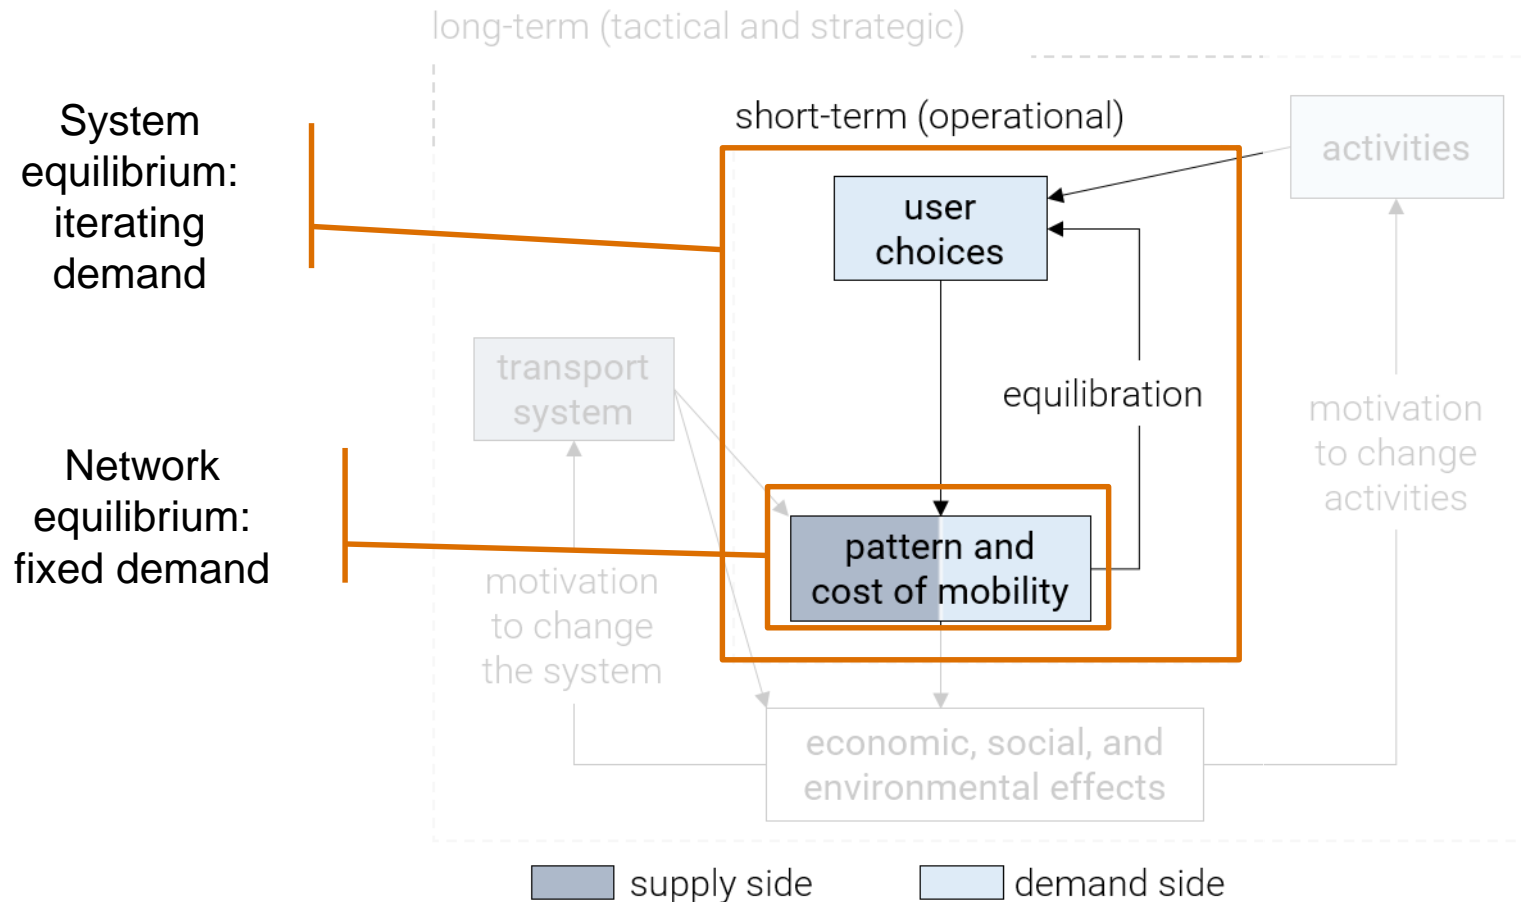 long-term (tactical and strategic)
System
equilibrium:
iterating
demand
short-term (operational)
activities
user
choices
transport
system
equilibration
motivation
to change
activities
Network
equilibrium:
fixed demand
pattern and
cost of mobility
motivation
to change
the system
economic, social, and
environmental effects
supply side
demand side